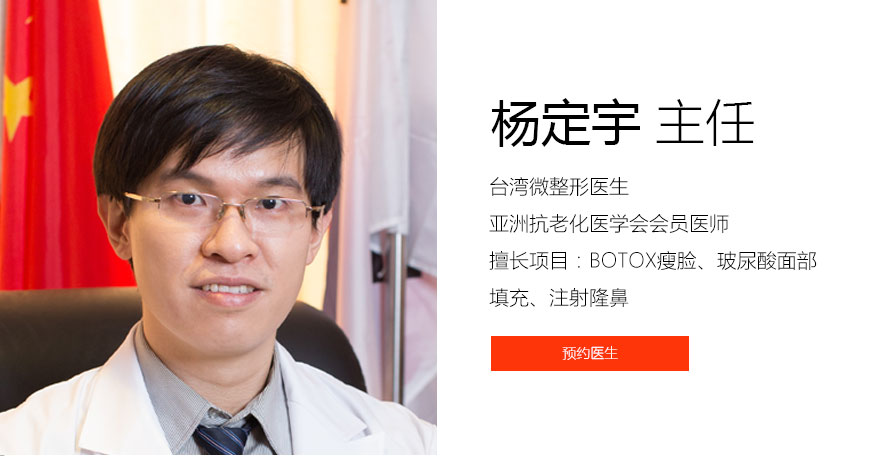 杨定宇 主任
台湾微整形医生
亚洲抗老化医学会会员医师
擅长项目：BOTOX瘦脸、玻尿酸面部
填充、注射隆鼻
预约医生